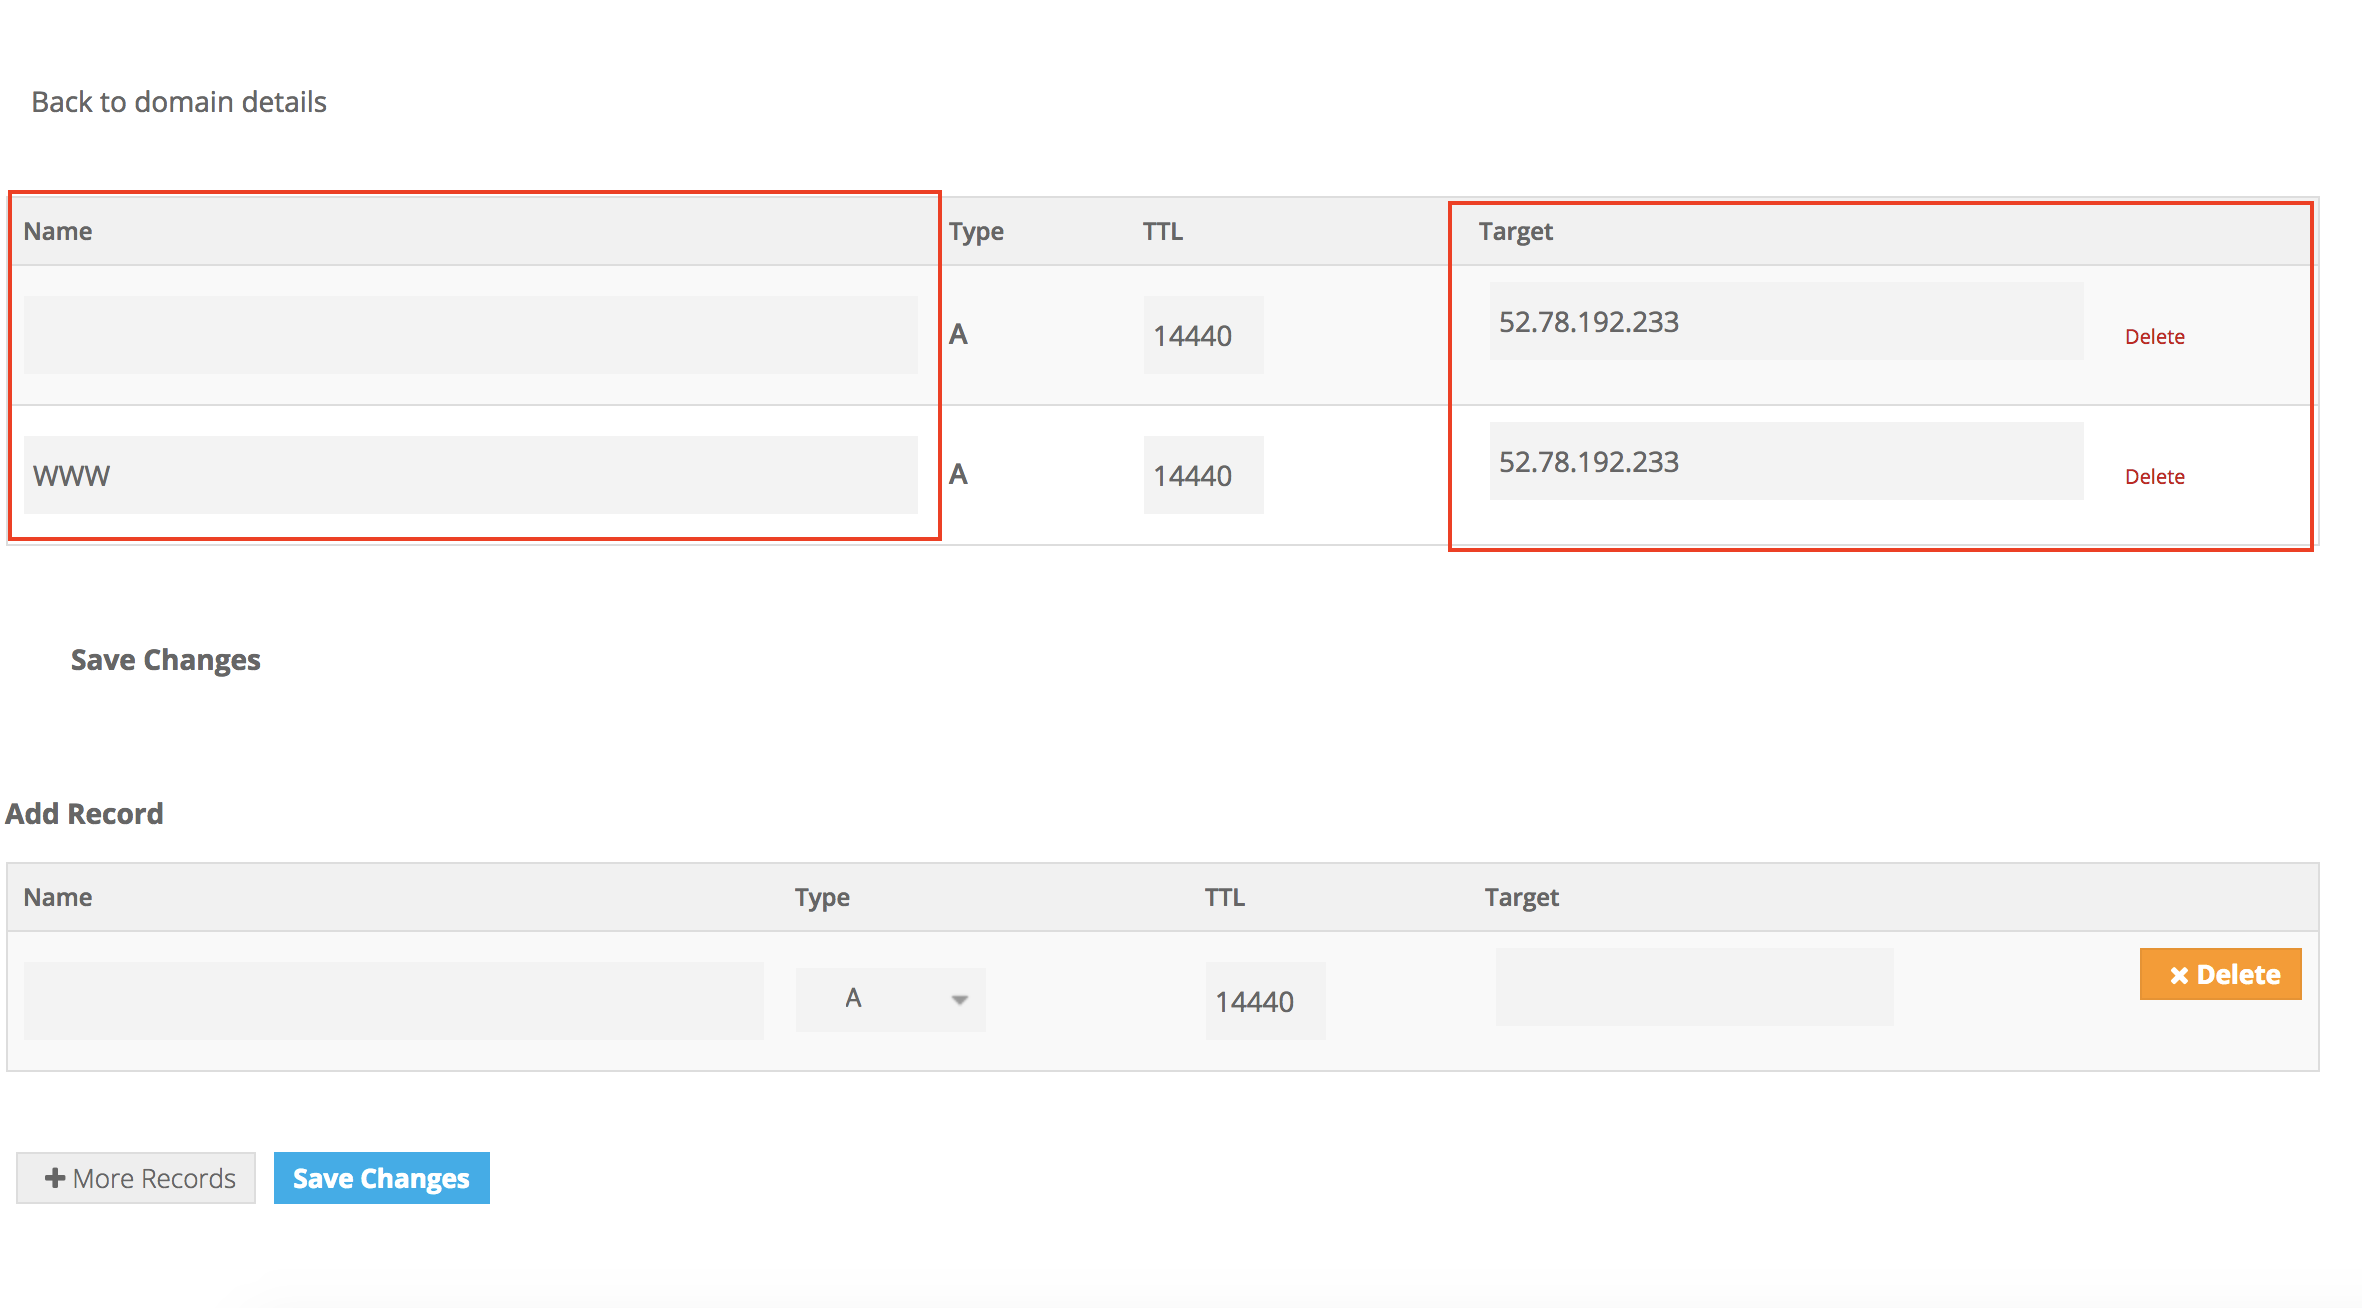 Back to domain details
Name Type TTL Target
A 14440 52.78.192.233 Delete
WWW A 14440 52.78.192.233 Delete
Save Changes
Add Record
Name Type TTL Target
A 14440 Delete
More Records Save Changes